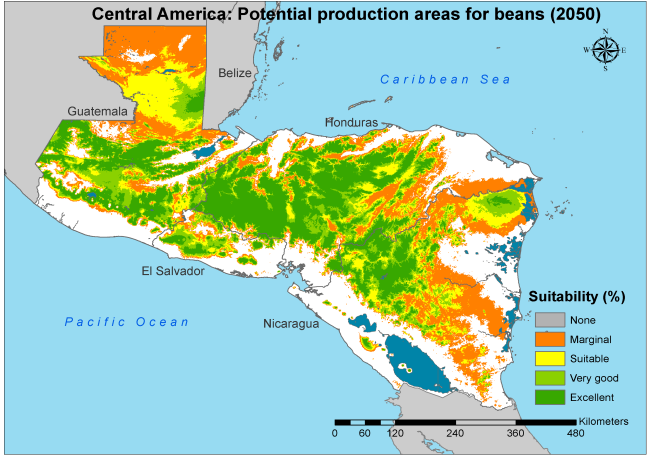 Central America: Potential production areas for beans (2050)
N
W E
S
Belize
Caribbean Sea
Guatemala
Honduras
El Salvador
Pacific Ocean
Nicaragua
Suitability (%)
None
Marginal
Suitable
Very good
Excellent
Kilometers
0 60 120 240 360 480